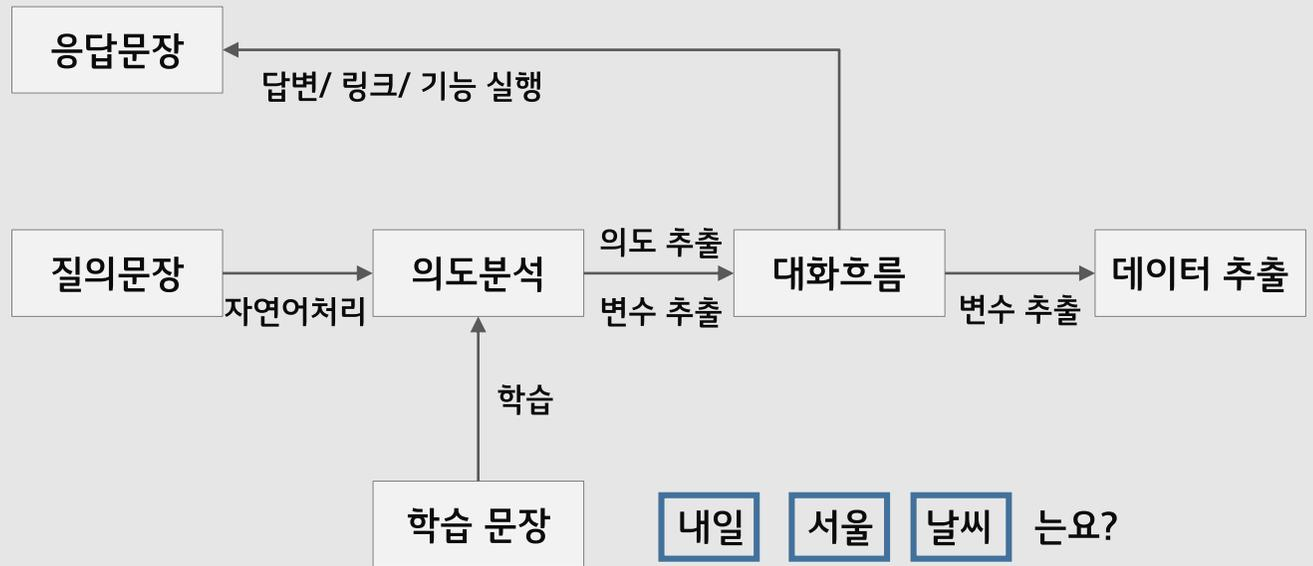 응답문장
답변/ 링크/ 기능 실행
질의문장
자연어처리
의도분석
의도 추출
변수 추출
대화흐름
변수 추출
데이터 추출
학습
학습 문장
내일 서울 날씨 는요?